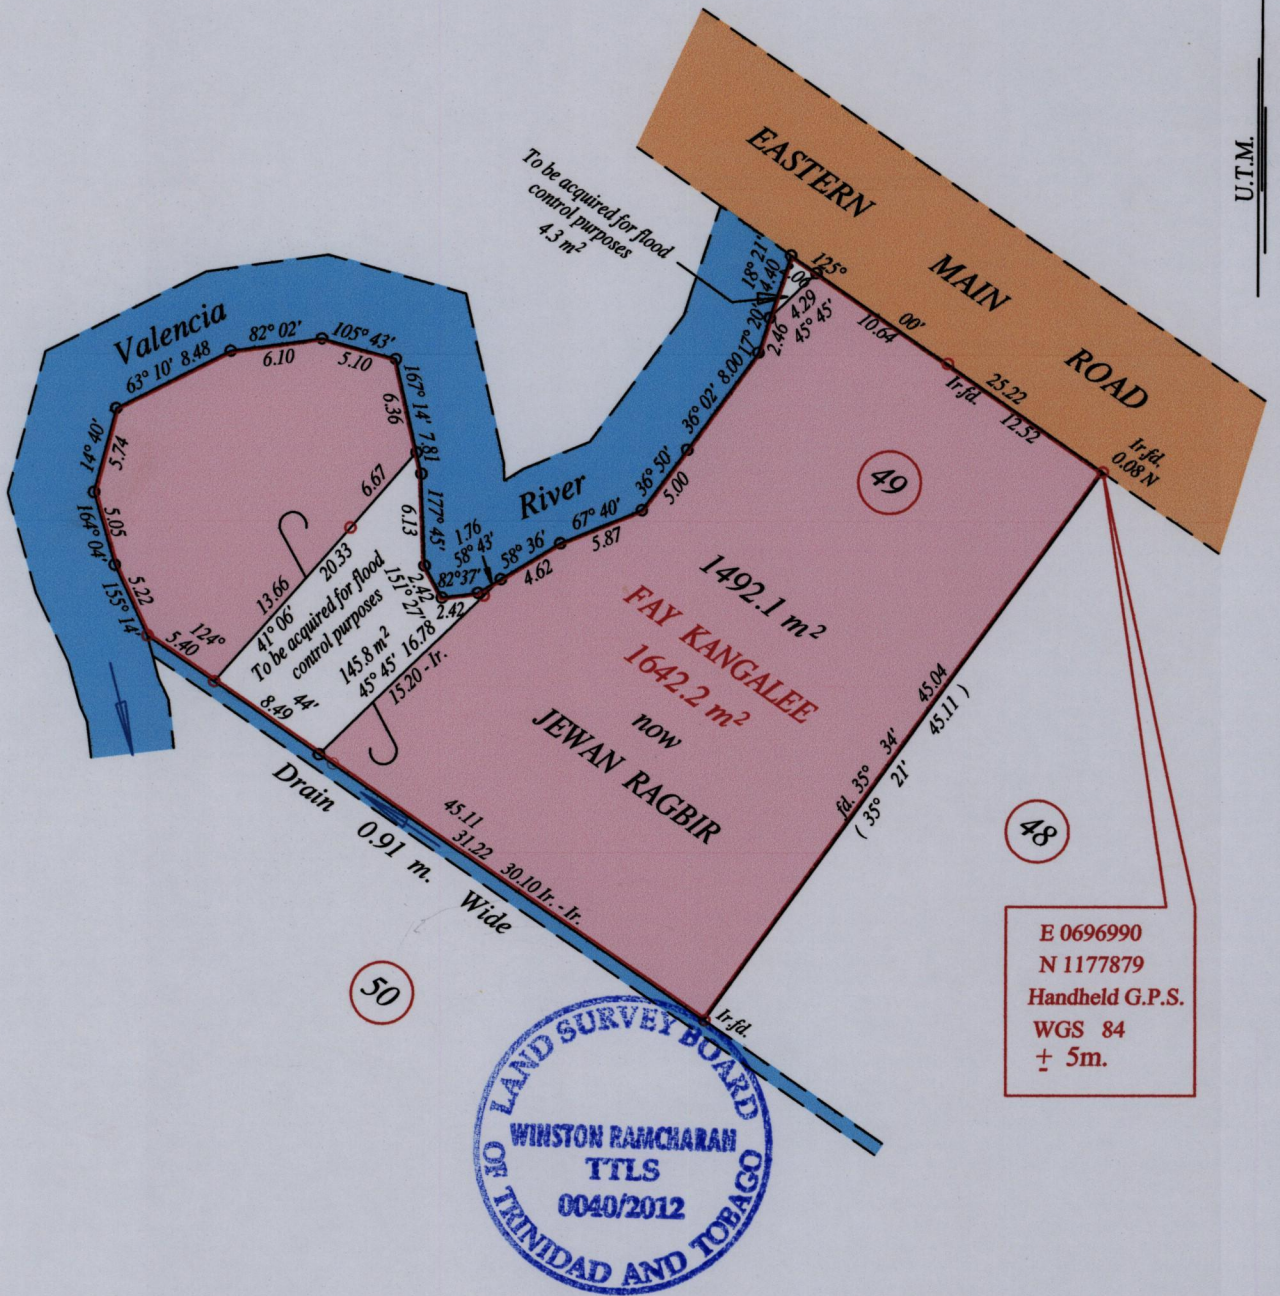 U.T.M.
EASTERN MAIN ROAD
To be acquired for flood
control purposes
4.3 m²
18° 21'
4.40
125°
00'
17° 20'
2.46
4.29
45° 45'
10.64
25.22
12.52
Ir.fd.
Ir.fd.
0.08 N
Valencia
River
63° 10' 8.48
82° 02'
6.10
105° 43'
5.10
167° 14' 7.81
6.36
14° 40'
5.74
164° 04'
5.05
155° 14'
5.22
6.67
6.13
177° 45'
1.76
58° 43'
58° 36'
4.62
67° 40'
5.87
36° 50'
5.00
36° 02' 8.00
82° 37'
2.42
2.42
151° 27'
13.66
20.33
41° 06'
To be acquired for flood
control purposes
145.8 m²
45° 45' 16.78
15.20 - Ir.
124°
44'
5.40
8.49
49
1492.1 m²
FAY KANGALEE
1642.2 m²
now
JEWAN RAGBIR
45.04
45.11 )
fd. 35° 34'
( 35° 21'
45.11
31.22
30.10 Ir. - Ir.
Drain 0.91 m. Wide
48
50
Ir fd.
E 0696990
N 1177879
Handheld G.P.S.
WGS 84
± 5m.
LAND SURVEY BOARD
WINSTON RAMCHARAN
TTLS
0040/2012
OF TRINIDAD AND TOBAGO